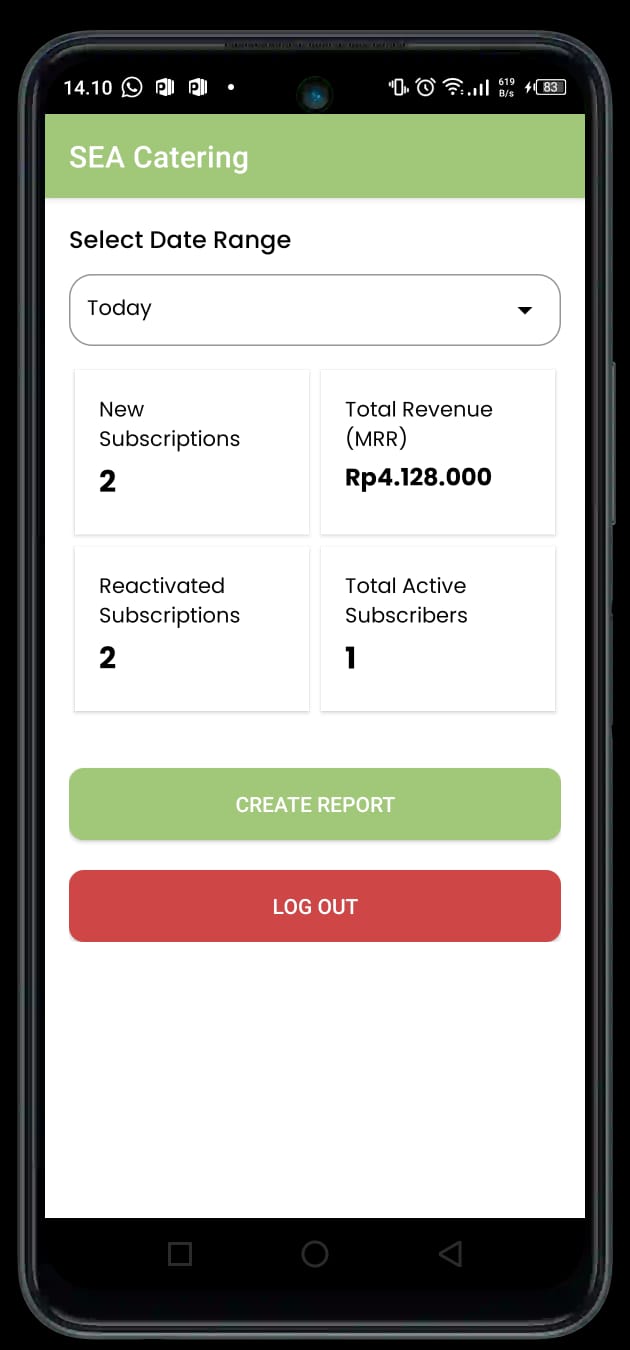 14.10
619
B/s
83
SEA Catering
Select Date Range
Today
New
Subscriptions
2
Total Revenue
(MRR)
Rp4.128.000
Reactivated
Subscriptions
2
Total Active
Subscribers
1
CREATE REPORT
LOG OUT